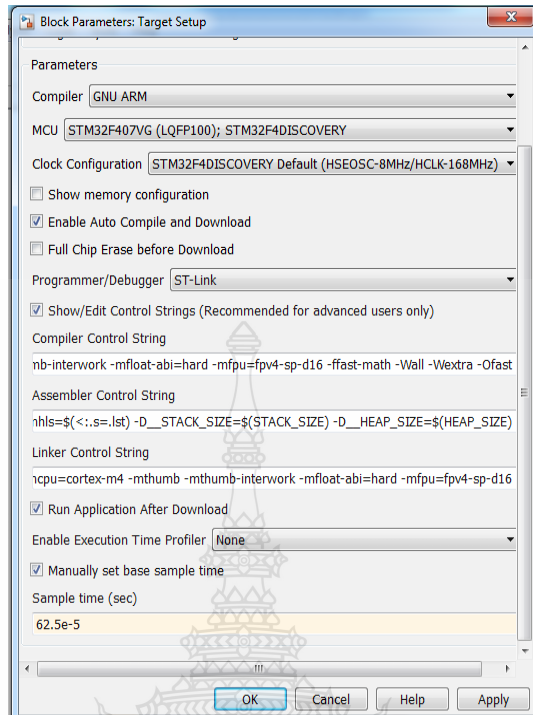 Block Parameters: Target Setup
Parameters
Compiler GNU ARM
MCU STM32F407VG (LQFP100); STM32F4DISCOVERY
Clock Configuration STM32F4DISCOVERY Default (HSEOSC-8MHz/HCLK-168MHz)
Show memory configuration
Enable Auto Compile and Download
Full Chip Erase before Download
Programmer/Debugger ST-Link
Show/Edit Control Strings (Recommended for advanced users only)
Compiler Control String
mb-interwork -mfloat-abi=hard -mfpu=fpv4-sp-d16 -ffast-math -Wall -Wextra -Ofast
Assembler Control String
nhls=$(<:.s=.lst) -D__STACK_SIZE=$(STACK_SIZE) -D__HEAP_SIZE=$(HEAP_SIZE)
Linker Control String
ncpu=cortex-m4 -mthumb -mthumb-interwork -mfloat-abi=hard -mfpu=fpv4-sp-d16
Run Application After Download
Enable Execution Time Profiler None
Manually set base sample time
Sample time (sec)
62.5e-5
OK Cancel Help Apply